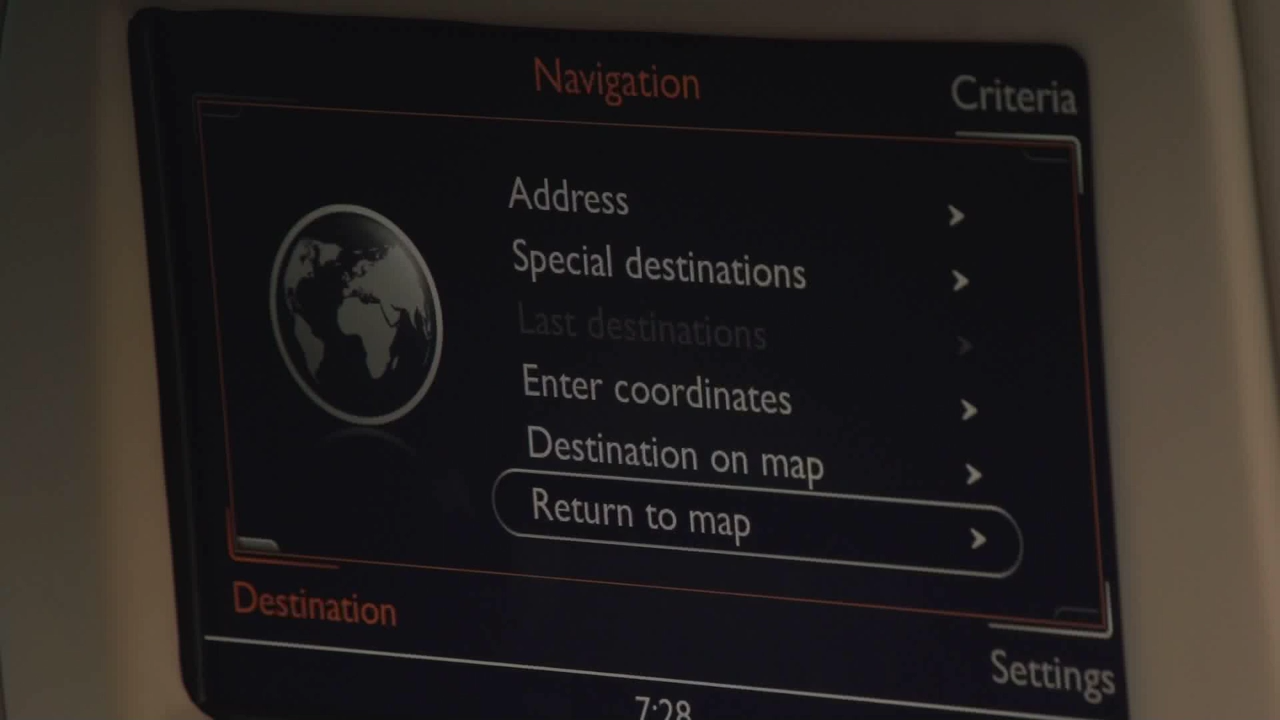 Navigation
Criteria
Address
Special destinations
Last destinations
Enter coordinates
Destination on map
Return to map
Destination
Settings
7:28